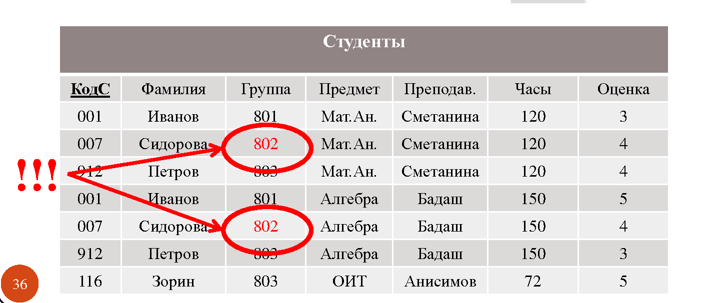 Студенты
КодС Фамилия Группа Предмет Преподав. Часы Оценка
001 Иванов 801 Мат.Ан. Сметанина 120 3
007 Сидорова 802 Мат.Ан. Сметанина 120 4
!!! 912 Петров 803 Мат.Ан. Сметанина 120 4
001 Иванов 801 Алгебра Бадаш 150 5
007 Сидорова 802 Алгебра Бадаш 150 4
912 Петров 803 Алгебра Бадаш 150 3
36 116 Зорин 803 ОИТ Анисимов 72 5